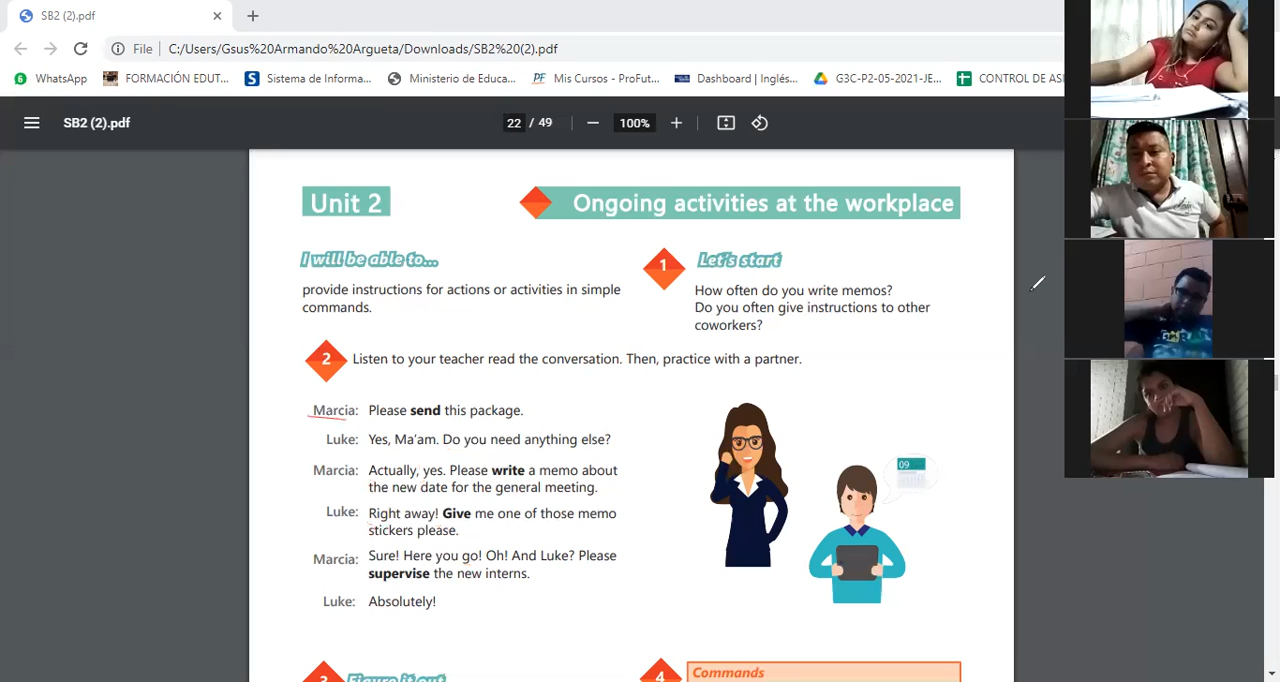 SB2 (2).pdf
File
C:/Users/Gsus%20Armando%20Argueta/Downloads/SB2%20(2).pdf
WhatsApp
FORMACIÓN EDUT...
Sistema de Informa...
Ministerio de Educa...
Mis Cursos - ProFut...
Dashboard | Inglés,...
G3C-P2-05-2021-JE...
CONTROL DE ASI
SB2 (2).pdf
22 / 49
100%
Unit 2
Ongoing activities at the workplace
I will be able to...
provide instructions for actions or activities in simple
commands.
1
Let's start
How often do you write memos?
Do you often give instructions to other
coworkers?
2
Listen to your teacher read the conversation. Then, practice with a partner.
Marcia: Please send this package.
Luke: Yes, Ma'am. Do you need anything else?
Marcia: Actually, yes. Please write a memo about
the new date for the general meeting.
Luke: Right away! Give me one of those memo
stickers please.
Marcia: Sure! Here you go! Oh! And Luke? Please
supervise the new interns.
Luke: Absolutely!
09
3
Figure it out
4
Commands